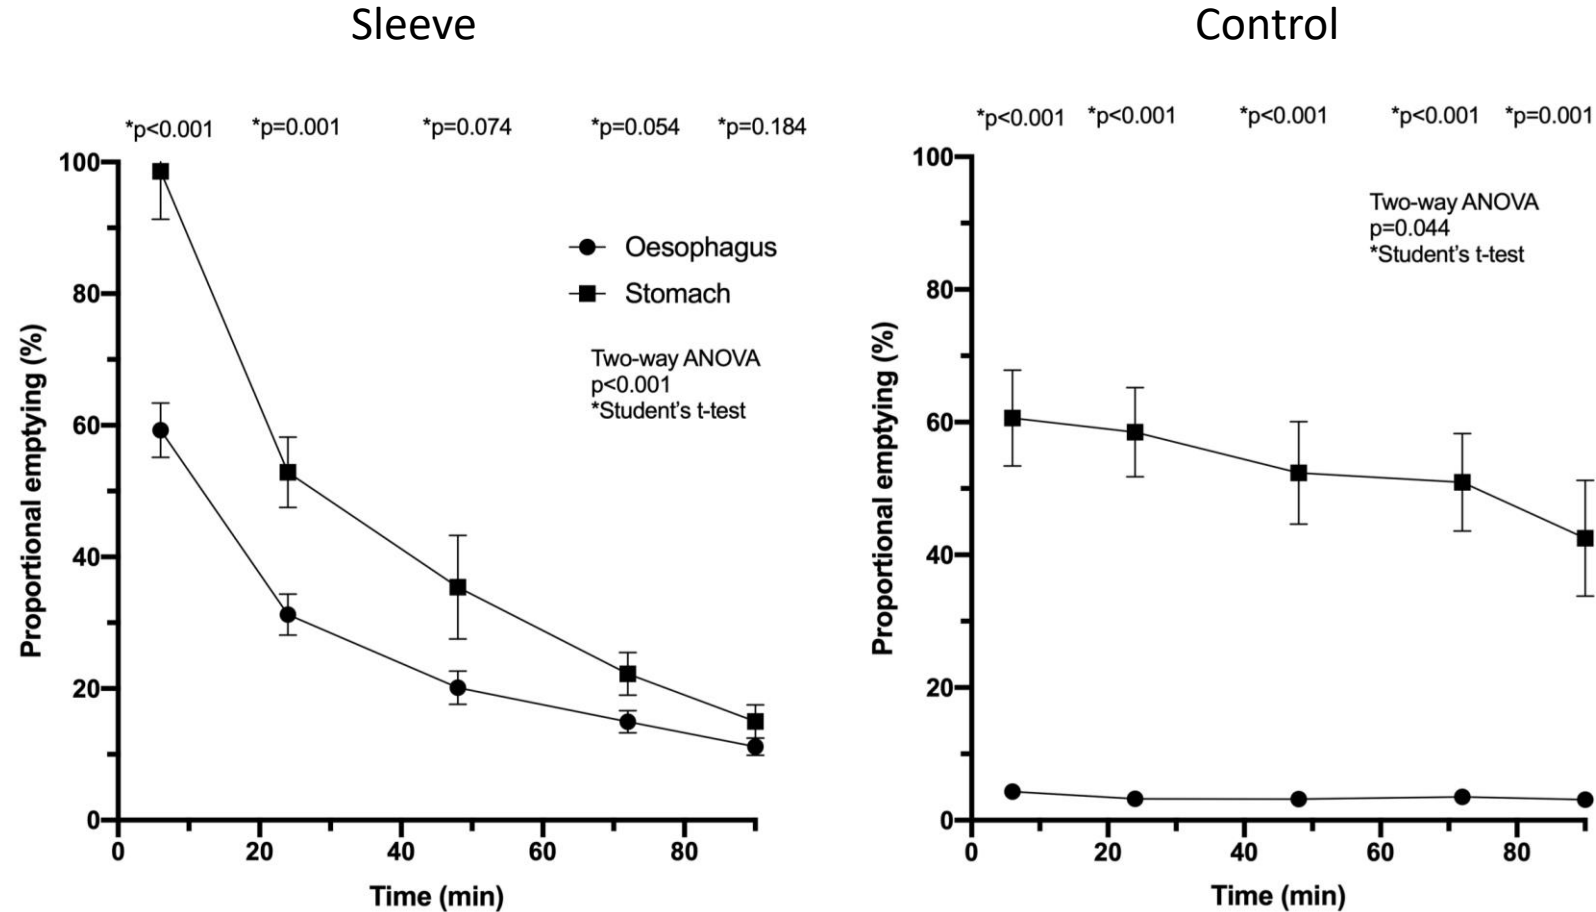 Sleeve
*p<0.001 *p=0.001 *p=0.074 *p=0.054 *p=0.184
100
80
60
40
20
0
Proportional emptying (%)
Oesophagus
Stomach
Two-way ANOVA
p<0.001
*Student's t-test
0 20 40 60 80
Time (min)
Control
*p<0.001 *p<0.001 *p<0.001 *p<0.001 *p=0.001
100
80
60
40
20
0
Proportional emptying (%)
Two-way ANOVA
p=0.044
*Student's t-test
0 20 40 60 80
Time (min)